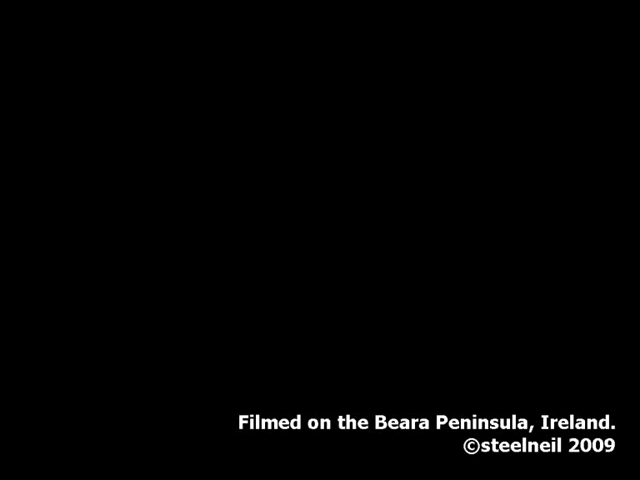 Filmed on the Beara Peninsula, Ireland.
©steelneil 2009